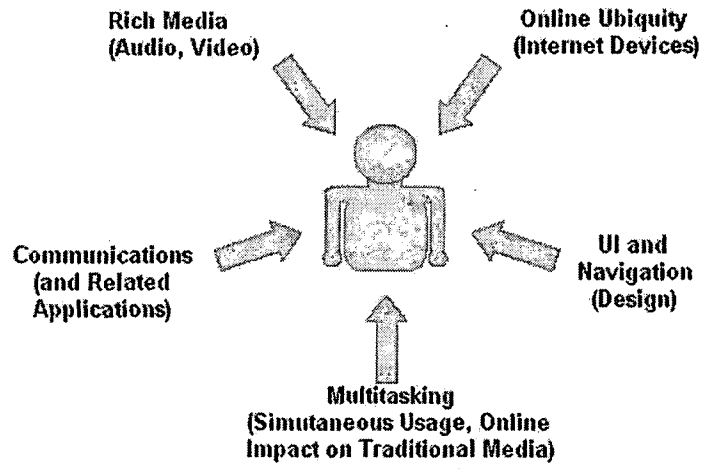 Rich Media
(Audio, Video)
Online Ubiquity
(Internet Devices)
Communications
(and Related
Applications)
UI and
Navigation
(Design)
Multitasking
(Simutaneous Usage, Online
Impact on Traditional Media)